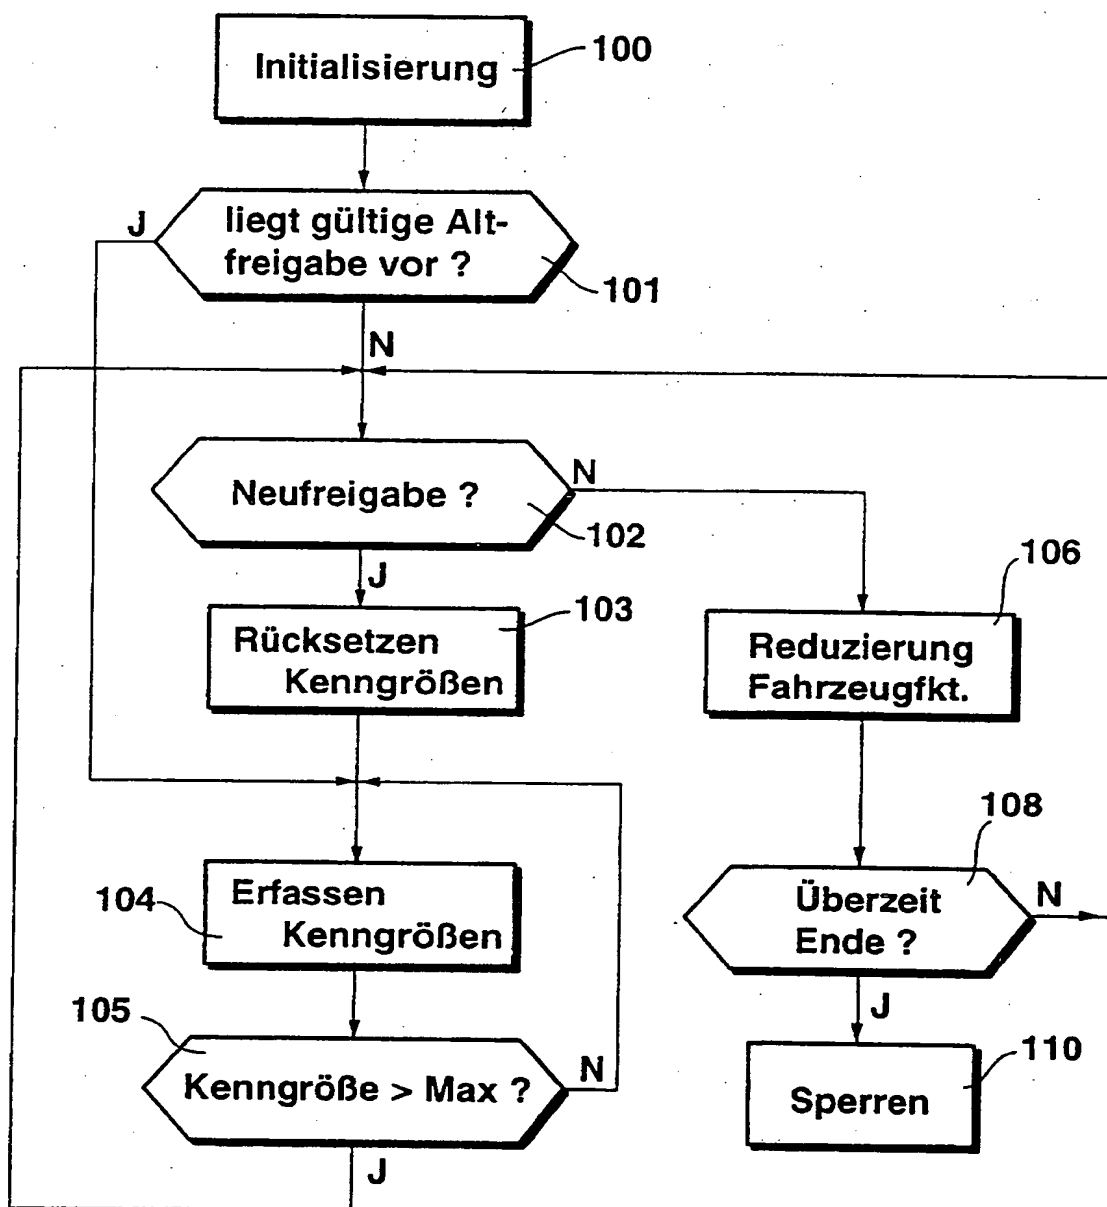 Initialisierung
100
J
liegt gültige Alt-
freigabe vor ?
101
N
Neufreigabe ?
N
102
J
106
103
Rücksetzen
Kenngrößen
Reduzierung
Fahrzeugfkt.
108
104
Erfassen
Kenngrößen
Überzeit
Ende ?
N
105
J
Kenngröße > Max ?
N
110
Sperren
J